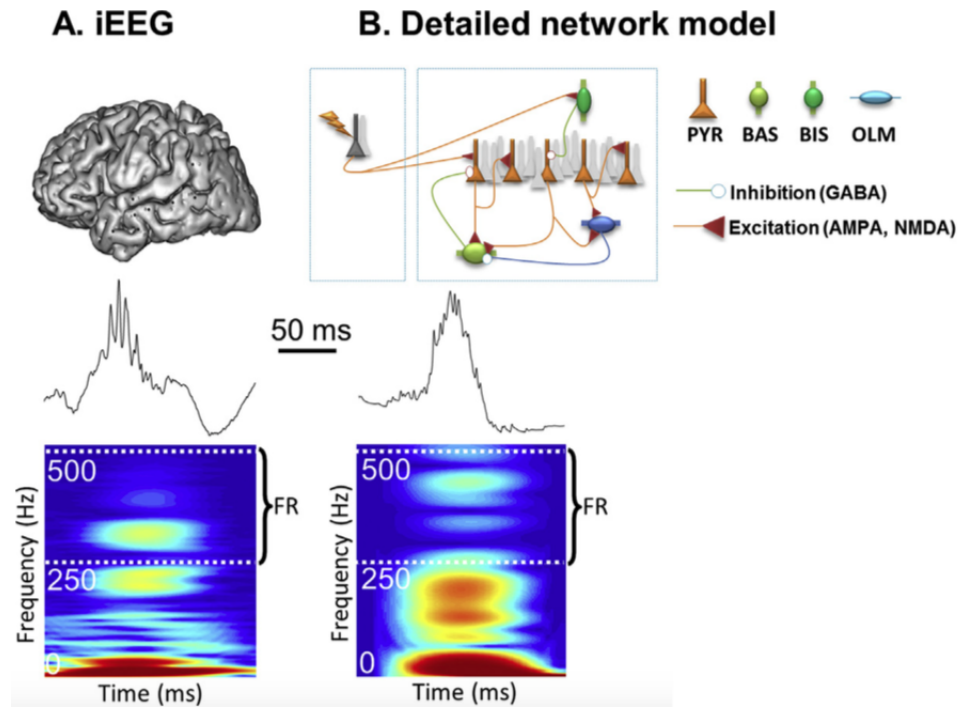 A. iEEG
B. Detailed network model
PYR BAS BIS OLM
Inhibition (GABA)
Excitation (AMPA, NMDA)
50 ms
500
250
0
Frequency (Hz)
Time (ms)
FR
500
250
0
Frequency (Hz)
Time (ms)
FR